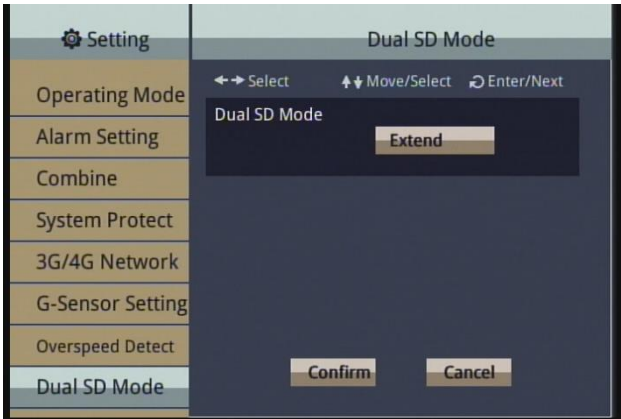 Setting
Dual SD Mode
Select Move/Select Enter/Next
Operating Mode
Alarm Setting
Combine
System Protect
3G/4G Network
G-Sensor Setting
Overspeed Detect
Dual SD Mode
Dual SD Mode
Extend
Confirm Cancel